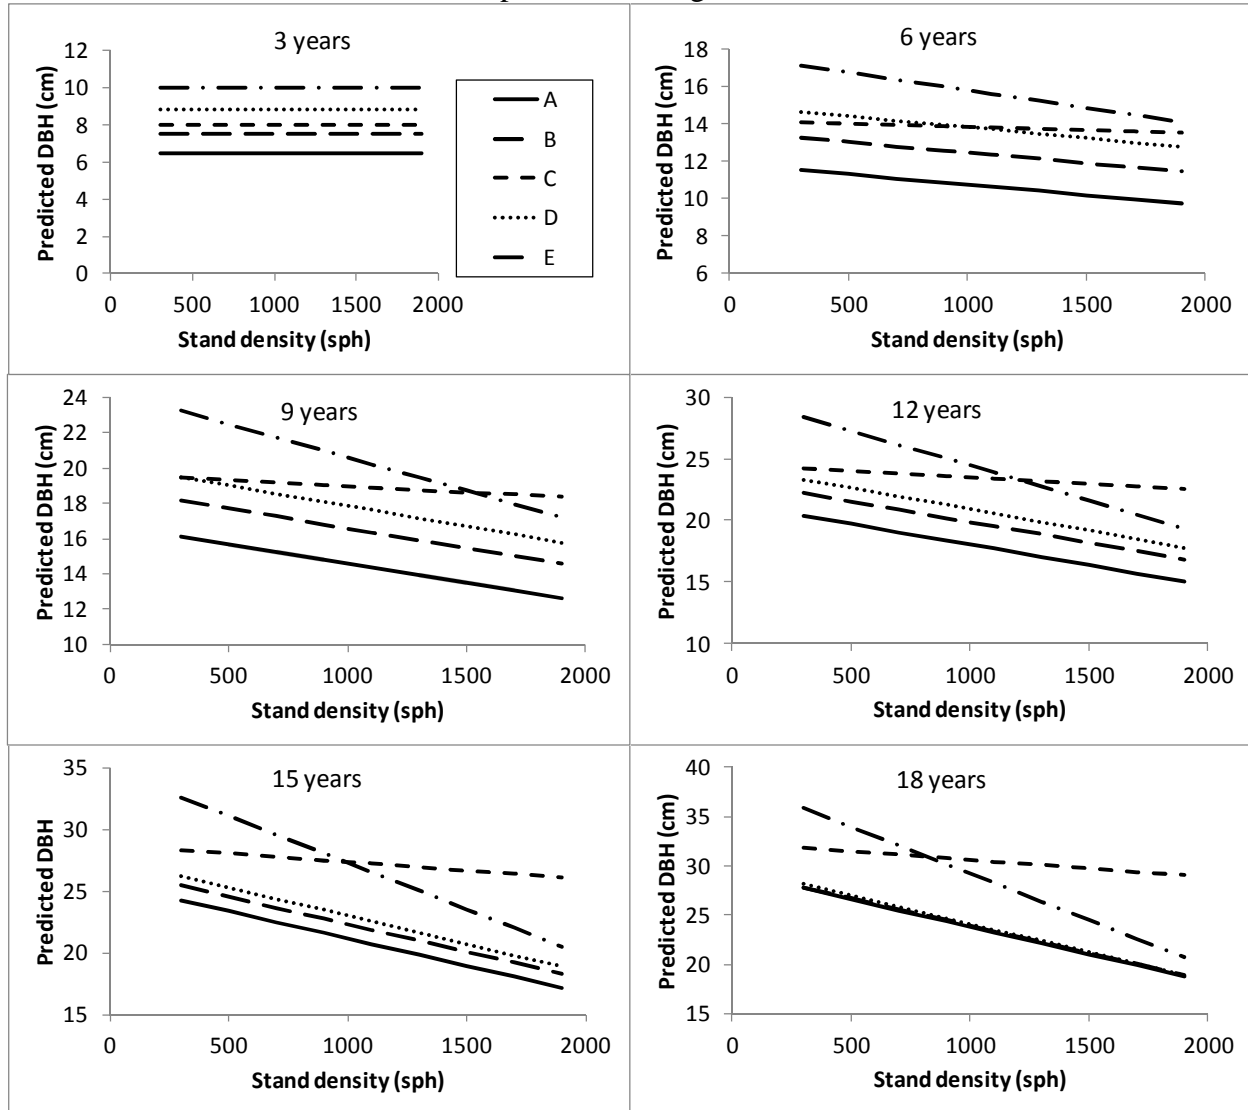 3 years
12
10
8
6
4
2
0
Predicted DBH (cm)
0 500 1000 1500 2000
Stand density (sph)
A
B
C
D
E
6 years
18
16
14
12
10
8
6
Predicted DBH (cm)
0 500 1000 1500 2000
Stand density (sph)
9 years
24
22
20
18
16
14
12
10
Predicted DBH (cm)
0 500 1000 1500 2000
Stand density (sph)
12 years
30
25
20
15
10
Predicted DBH (cm)
0 500 1000 1500 2000
Stand density (sph)
15 years
35
30
25
20
15
Predicted DBH
0 500 1000 1500 2000
Stand density (sph)
18 years
40
35
30
25
20
15
Predicted DBH (cm)
0 500 1000 1500 2000
Stand density (sph)